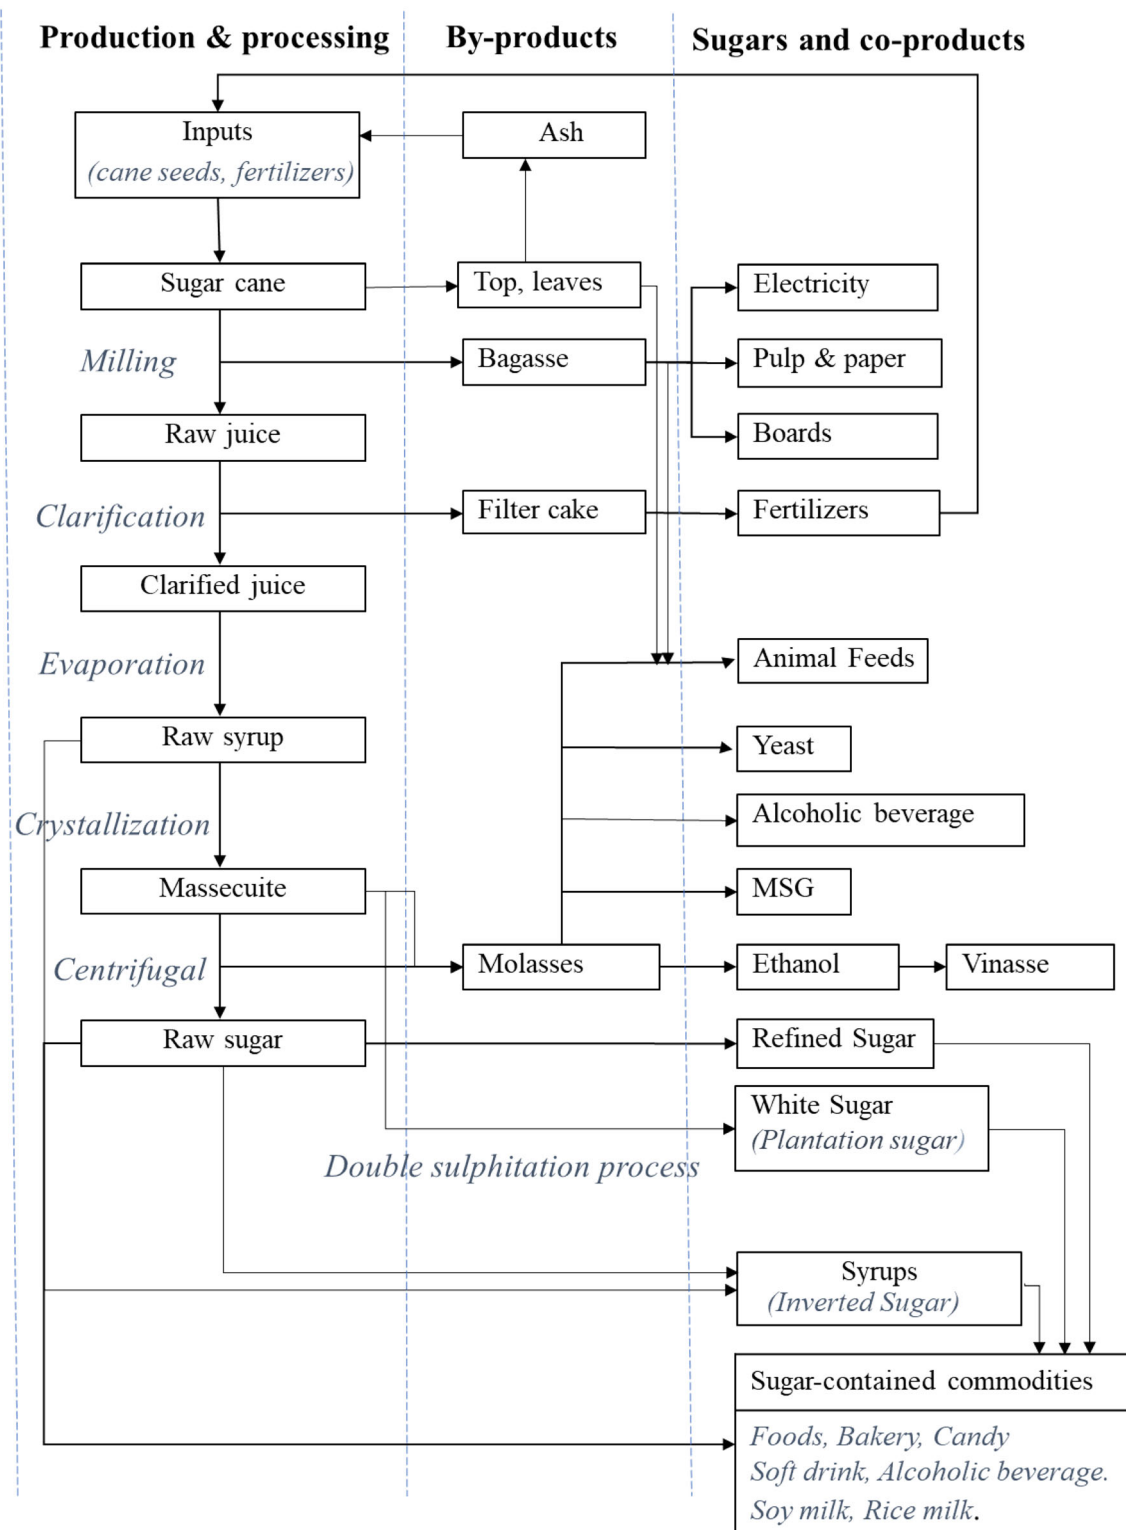 Production & processing
By-products
Sugars and co-products
Inputs
(cane seeds, fertilizers)
Ash
Sugar cane
Top, leaves
Electricity
Milling
Bagasse
Pulp & paper
Raw juice
Boards
Clarification
Filter cake
Fertilizers
Clarified juice
Evaporation
Animal Feeds
Raw syrup
Yeast
Crystallization
Alcoholic beverage
Massecuite
MSG
Centrifugal
Molasses
Ethanol
Vinasse
Raw sugar
Refined Sugar
White Sugar
(Plantation sugar)
Double sulphitation process
Syrups
(Inverted Sugar)
Sugar-contained commodities
Foods, Bakery, Candy
Soft drink, Alcoholic beverage.
Soy milk, Rice milk.